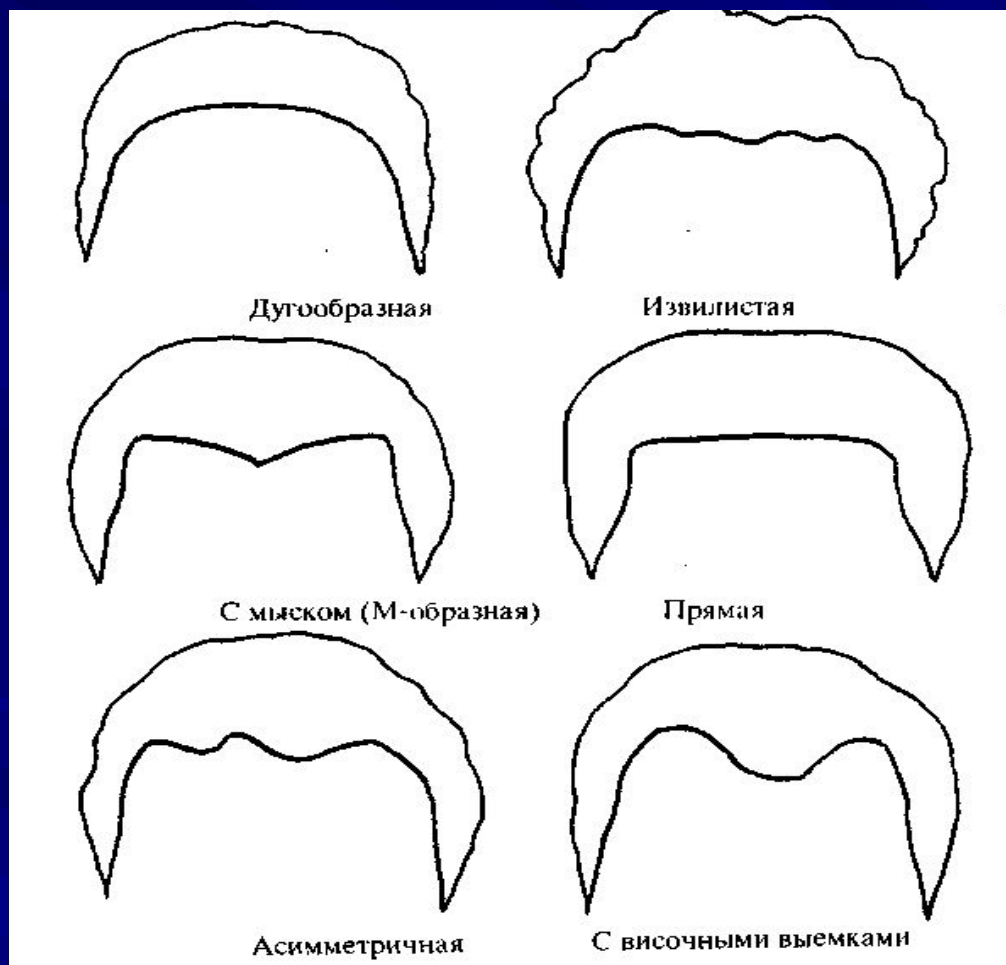 Дугообразная
Извилистая
С мыском (М-образная)
Прямая
Асимметричная
С височными выемками